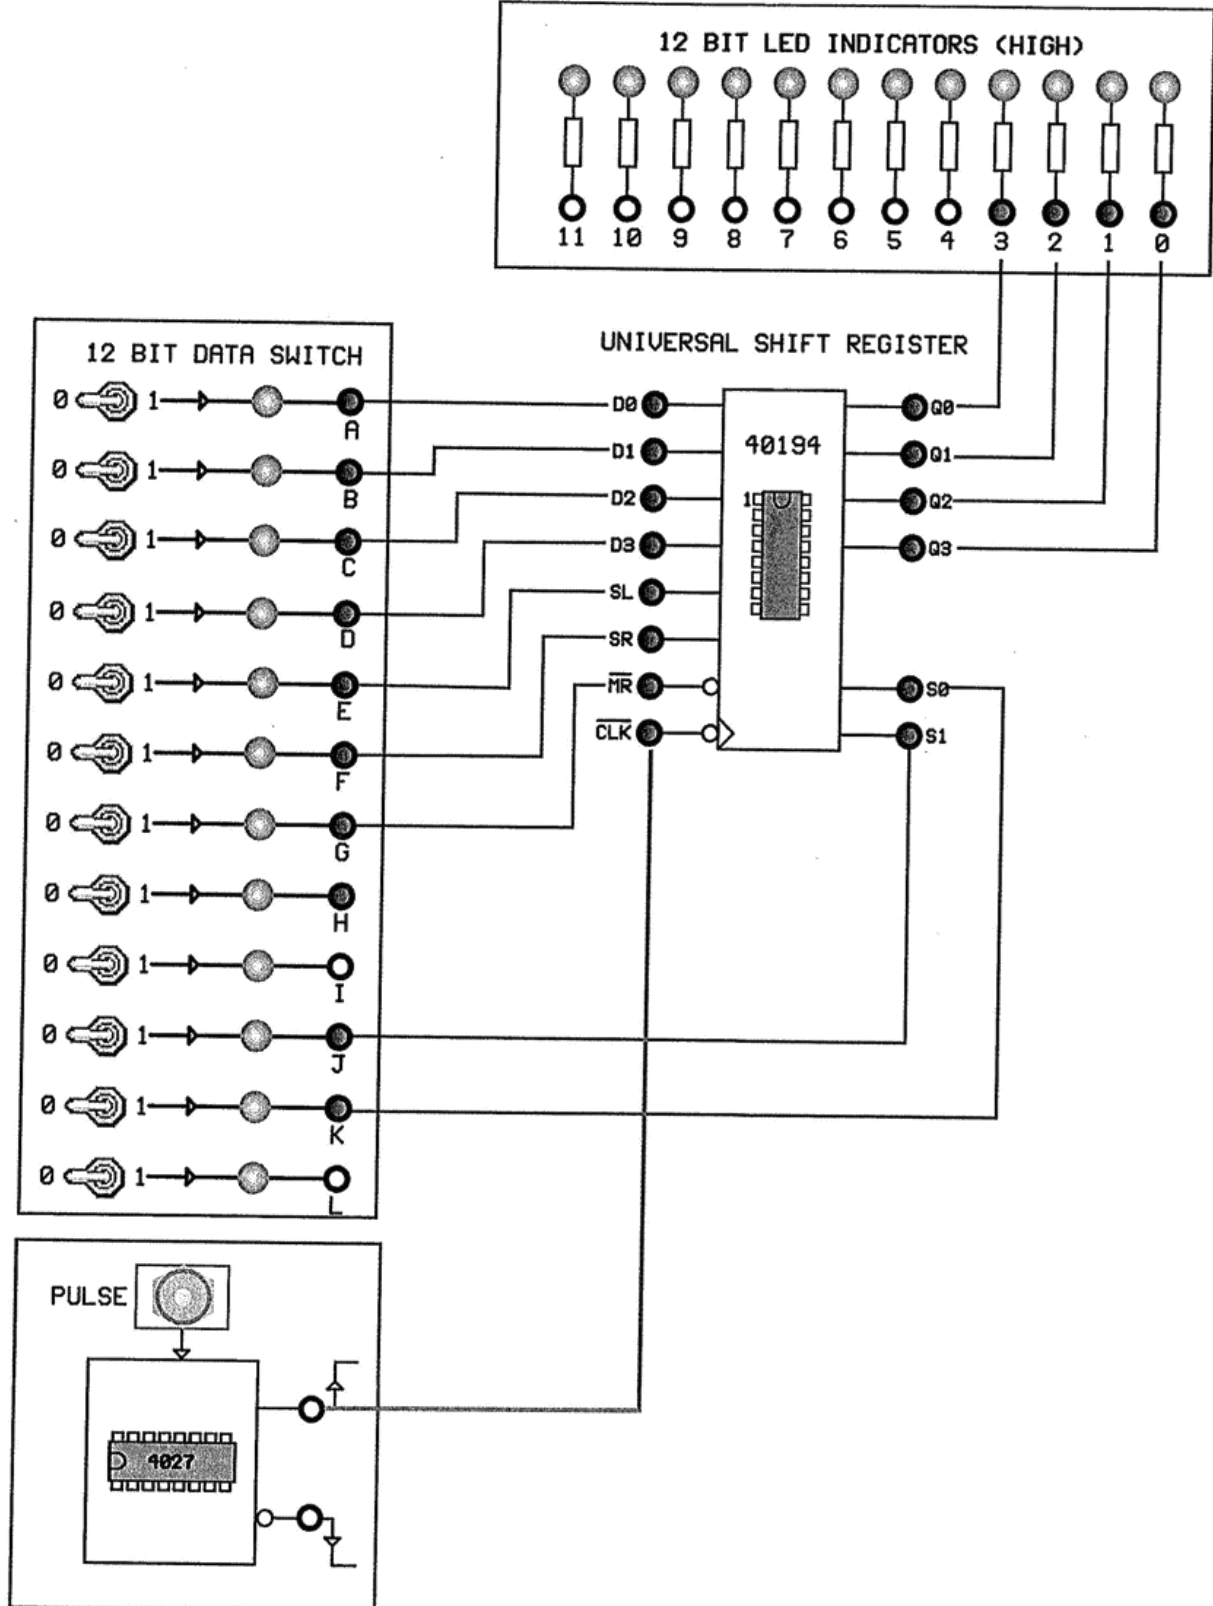 12 BIT LED INDICATORS (HIGH)
11 10 9 8 7 6 5 4 3 2 1 0
UNIVERSAL SHIFT REGISTER
12 BIT DATA SWITCH
0 1 A
0 1 B
0 1 C
0 1 D
0 1 E
0 1 F
0 1 G
0 1 H
0 1 I
0 1 J
0 1 K
0 1 L
D0
D1
D2
D3
SL
SR
MR
CLK
40194
1
Q0
Q1
Q2
Q3
S0
S1
PULSE
4027